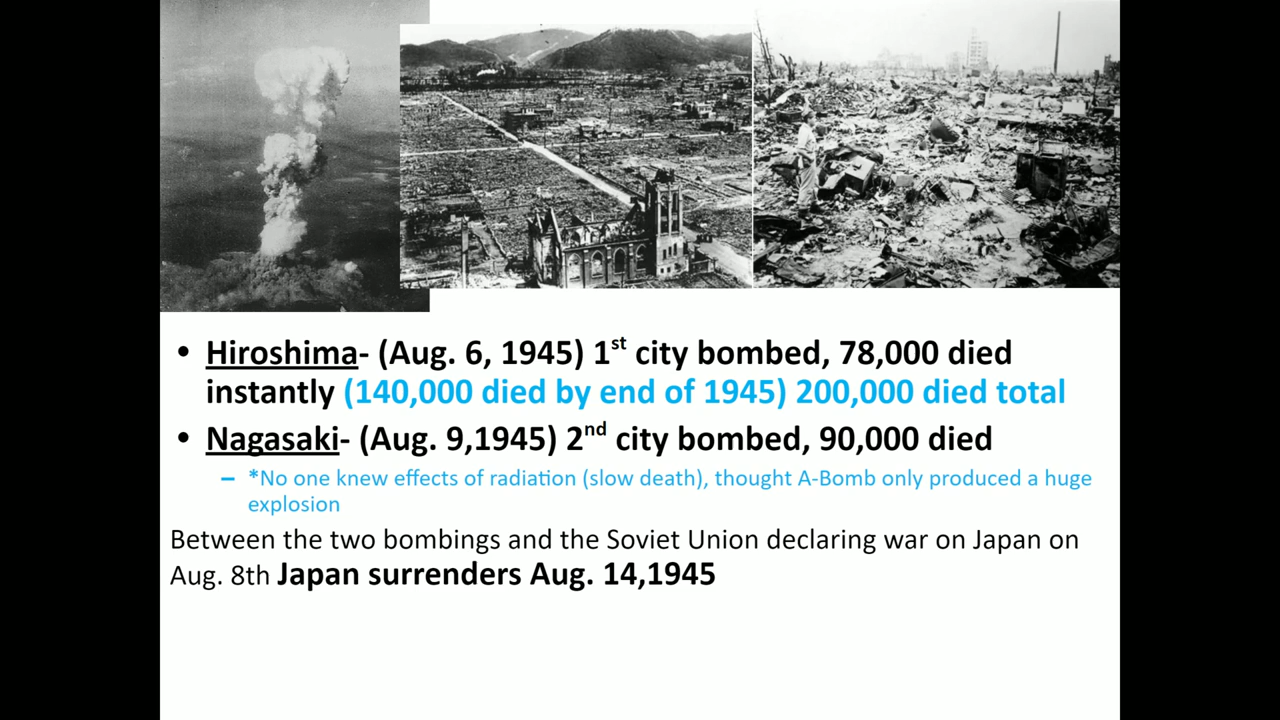 • Hiroshima- (Aug. 6, 1945) 1st city bombed, 78,000 died
instantly (140,000 died by end of 1945) 200,000 died total
• Nagasaki- (Aug. 9,1945) 2nd city bombed, 90,000 died
– *No one knew effects of radiation (slow death), thought A-Bomb only produced a huge
explosion
Between the two bombings and the Soviet Union declaring war on Japan on
Aug. 8th Japan surrenders Aug. 14,1945